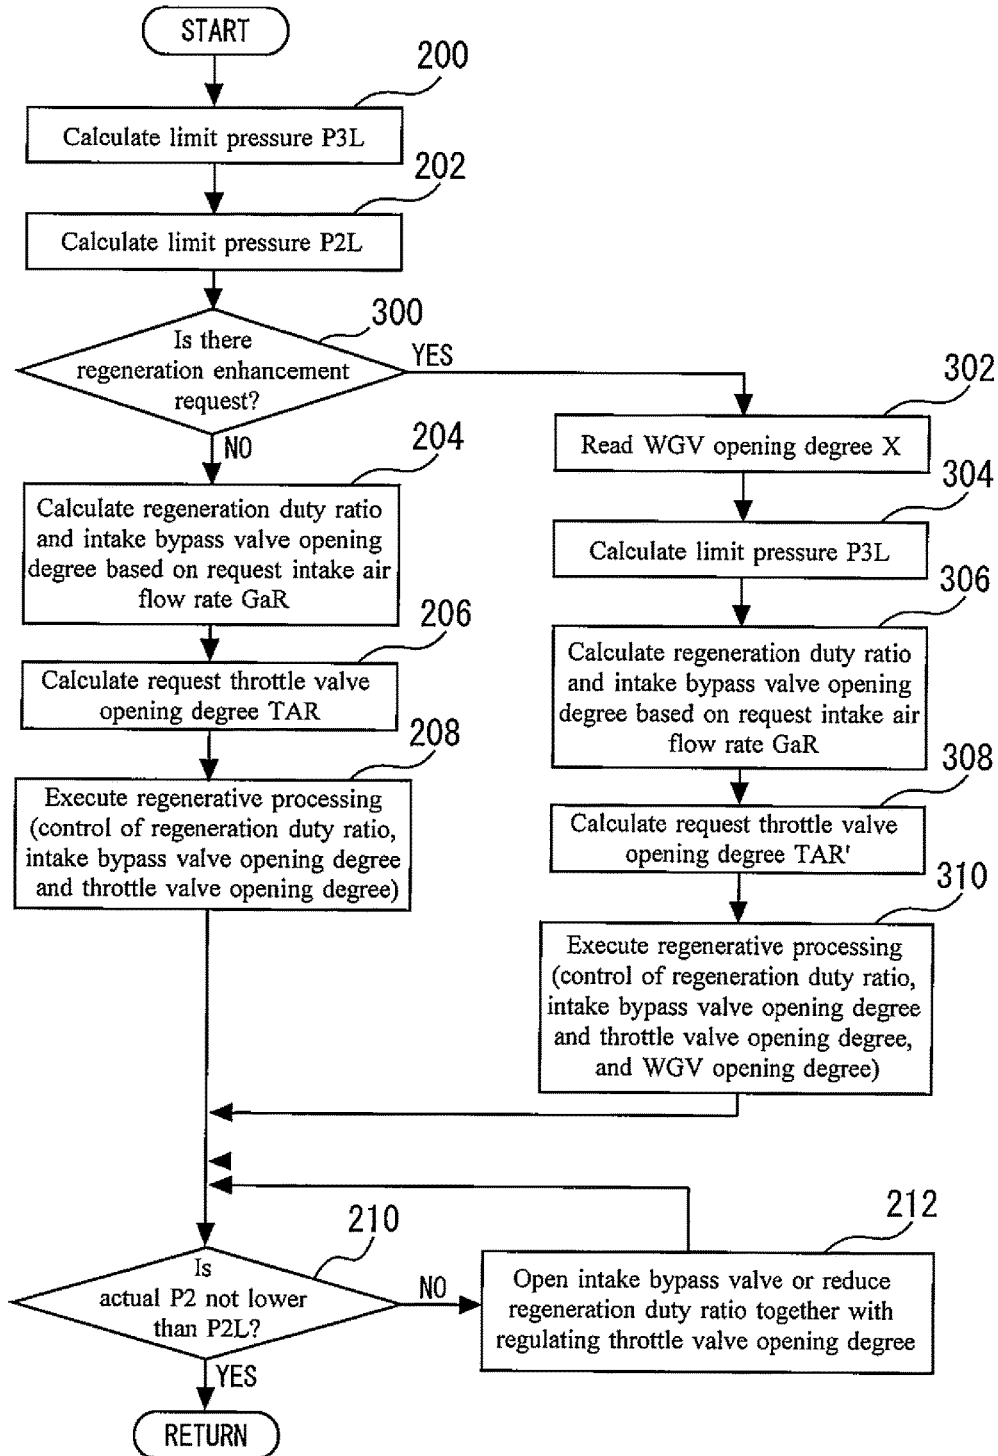 START
200
Calculate limit pressure P3L
202
Calculate limit pressure P2L
300
Is there
regeneration enhancement
request?
YES
NO
204
Calculate regeneration duty ratio
and intake bypass valve opening
degree based on request intake air
flow rate GaR
206
Calculate request throttle valve
opening degree TAR
208
Execute regenerative processing
(control of regeneration duty ratio,
intake bypass valve opening degree
and throttle valve opening degree)
302
Read WGV opening degree X
304
Calculate limit pressure P3L
306
Calculate regeneration duty ratio
and intake bypass valve opening
degree based on request intake air
flow rate GaR
308
Calculate request throttle valve
opening degree TAR'
310
Execute regenerative processing
(control of regeneration duty ratio,
intake bypass valve opening degree
and throttle valve opening degree,
and WGV opening degree)
210
Is
actual P2 not lower
than P2L?
NO
212
Open intake bypass valve or reduce
regeneration duty ratio together with
regulating throttle valve opening degree
YES
RETURN